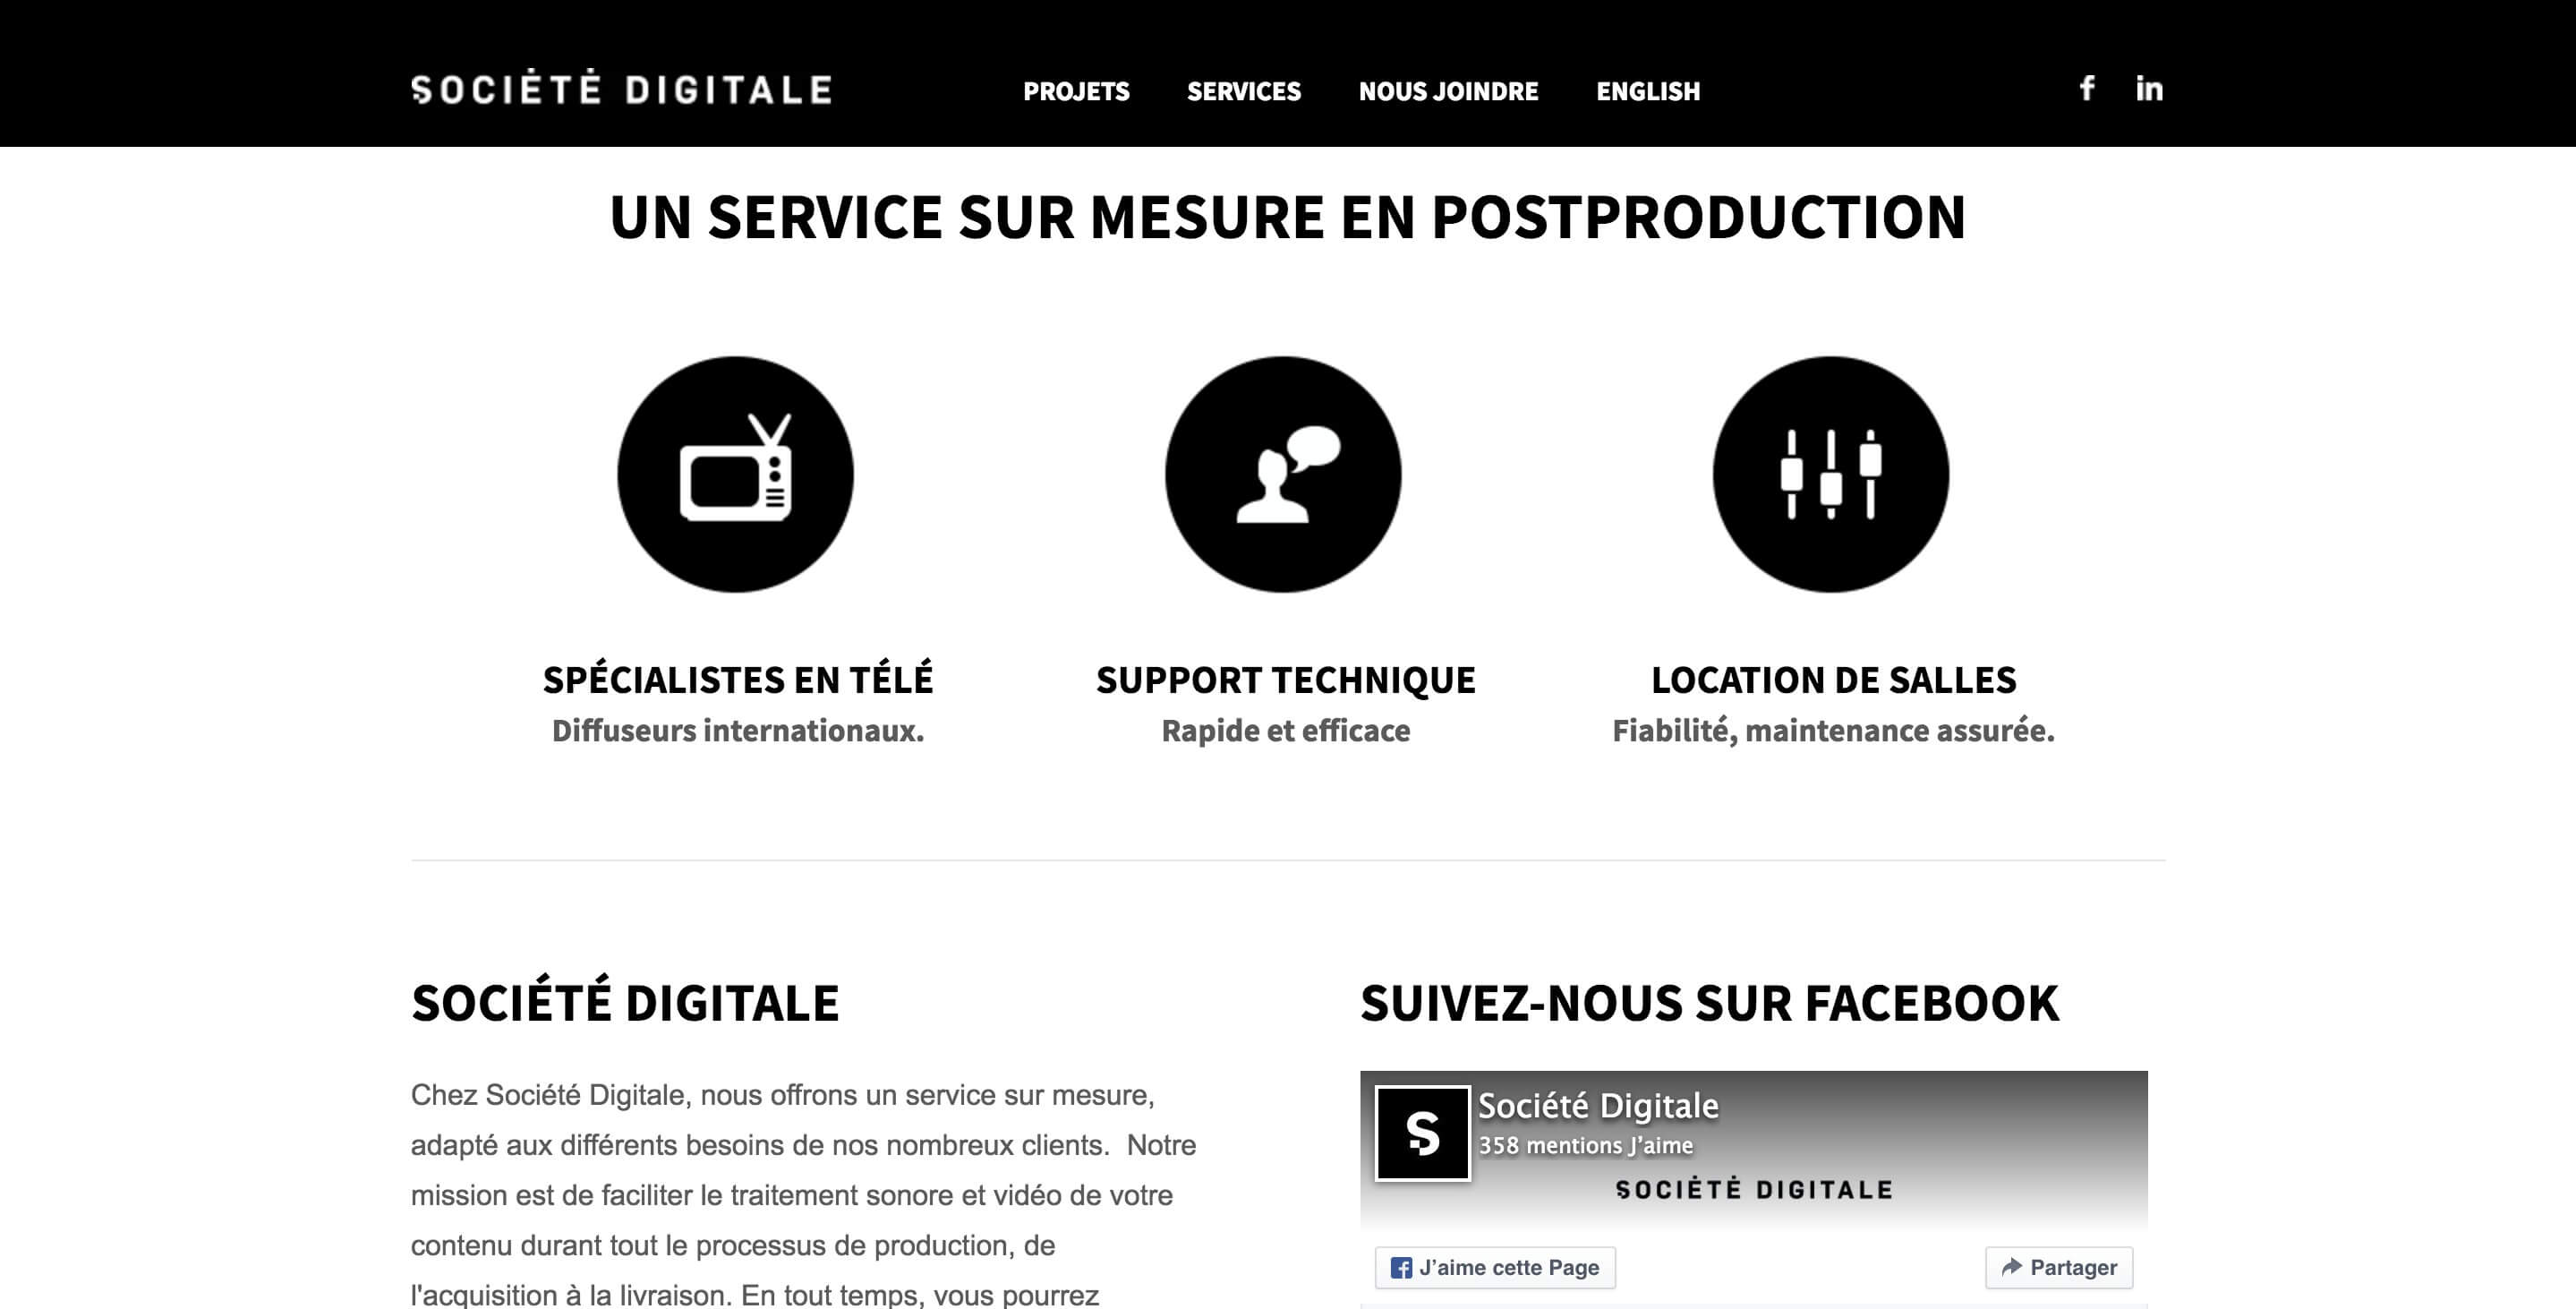 SOCIÉTÉ DIGITALE
PROJETS
SERVICES
NOUS JOINDRE
ENGLISH
f
in
UN SERVICE SUR MESURE EN POSTPRODUCTION
SPÉCIALISTES EN TÉLÉ
Diffuseurs internationaux.
SUPPORT TECHNIQUE
Rapide et efficace
LOCATION DE SALLES
Fiabilité, maintenance assurée.
SOCIÉTÉ DIGITALE
Chez Société Digitale, nous offrons un service sur mesure,
adapté aux différents besoins de nos nombreux clients.  Notre
mission est de faciliter le traitement sonore et vidéo de votre
contenu durant tout le processus de production, de
l'acquisition à la livraison. En tout temps, vous pourrez
SUIVEZ-NOUS SUR FACEBOOK
S
Société Digitale
358 mentions J’aime
SOCIÉTÉ DIGITALE
f
J’aime cette Page
Partager